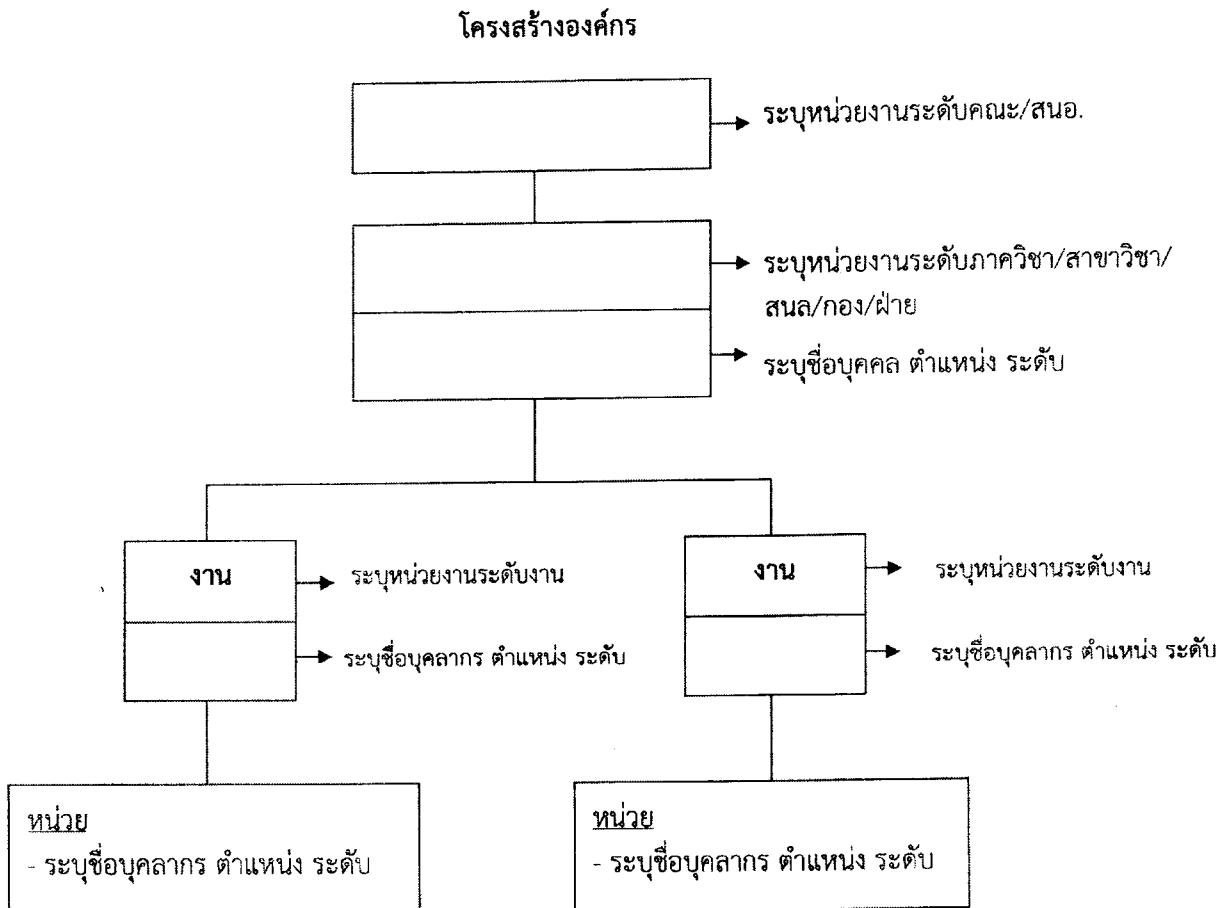 โครงสร้างองค์กร
ระบุหน่วยงานระดับคณะ/สนอ.
ระบุหน่วยงานระดับภาควิชา/สาขาวิชา/
สนล/กอง/ฝ่าย
ระบุชื่อบุคคล ตำแหน่ง ระดับ
งาน
ระบุหน่วยงานระดับงาน
งาน
ระบุหน่วยงานระดับงาน
ระบุชื่อบุคลากร ตำแหน่ง ระดับ
ระบุชื่อบุคลากร ตำแหน่ง ระดับ
หน่วย
- ระบุชื่อบุคลากร ตำแหน่ง ระดับ
หน่วย
- ระบุชื่อบุคลากร ตำแหน่ง ระดับ